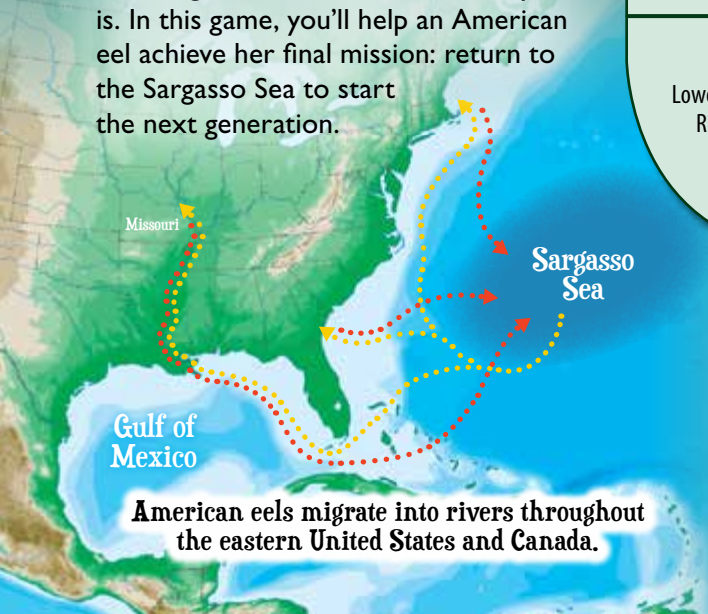 is. In this game, you’ll help an American
eel achieve her final mission: return to
the Sargasso Sea to start
the next generation.
Missouri
Sargasso
Sea
Gulf of
Mexico
American eels migrate into rivers throughout
the eastern United States and Canada.